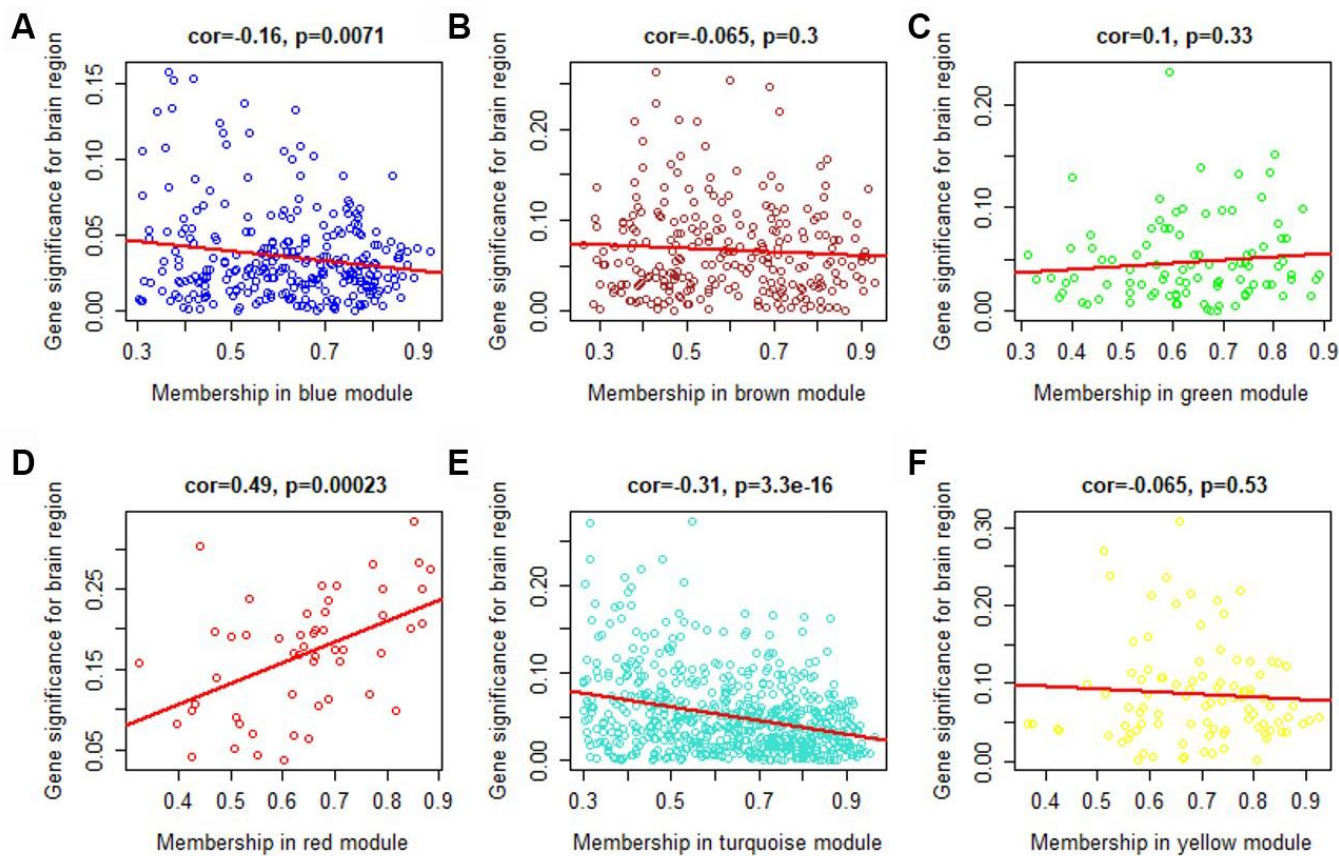 A
cor=-0.16, p=0.0071
Gene significance for brain region
0.15
0.10
0.05
0.00
0.3 0.5 0.7 0.9
Membership in blue module
B
cor=-0.065, p=0.3
Gene significance for brain region
0.20
0.10
0.00
0.3 0.5 0.7 0.9
Membership in brown module
C
cor=0.1, p=0.33
Gene significance for brain region
0.20
0.10
0.00
0.3 0.4 0.5 0.6 0.7 0.8 0.9
Membership in green module
D
cor=0.49, p=0.00023
Gene significance for brain region
0.25
0.15
0.05
0.4 0.5 0.6 0.7 0.8 0.9
Membership in red module
E
cor=-0.31, p=3.3e-16
Gene significance for brain region
0.20
0.10
0.00
0.3 0.5 0.7 0.9
Membership in turquoise module
F
cor=-0.065, p=0.53
Gene significance for brain region
0.30
0.20
0.10
0.00
0.4 0.5 0.6 0.7 0.8 0.9
Membership in yellow module